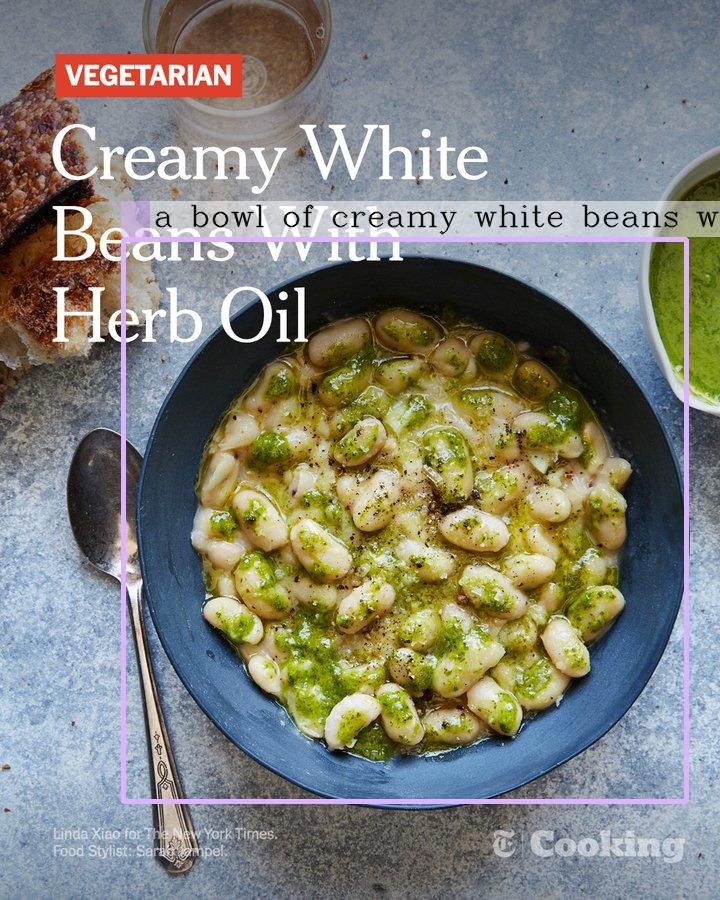 VEGETARIAN
Creamy White
a bowl of creamy white beans w
Beans With
Herb Oil
Linda Xiao for The New York Times.
Food Stylist: Sarah Jampel.
T Cooking